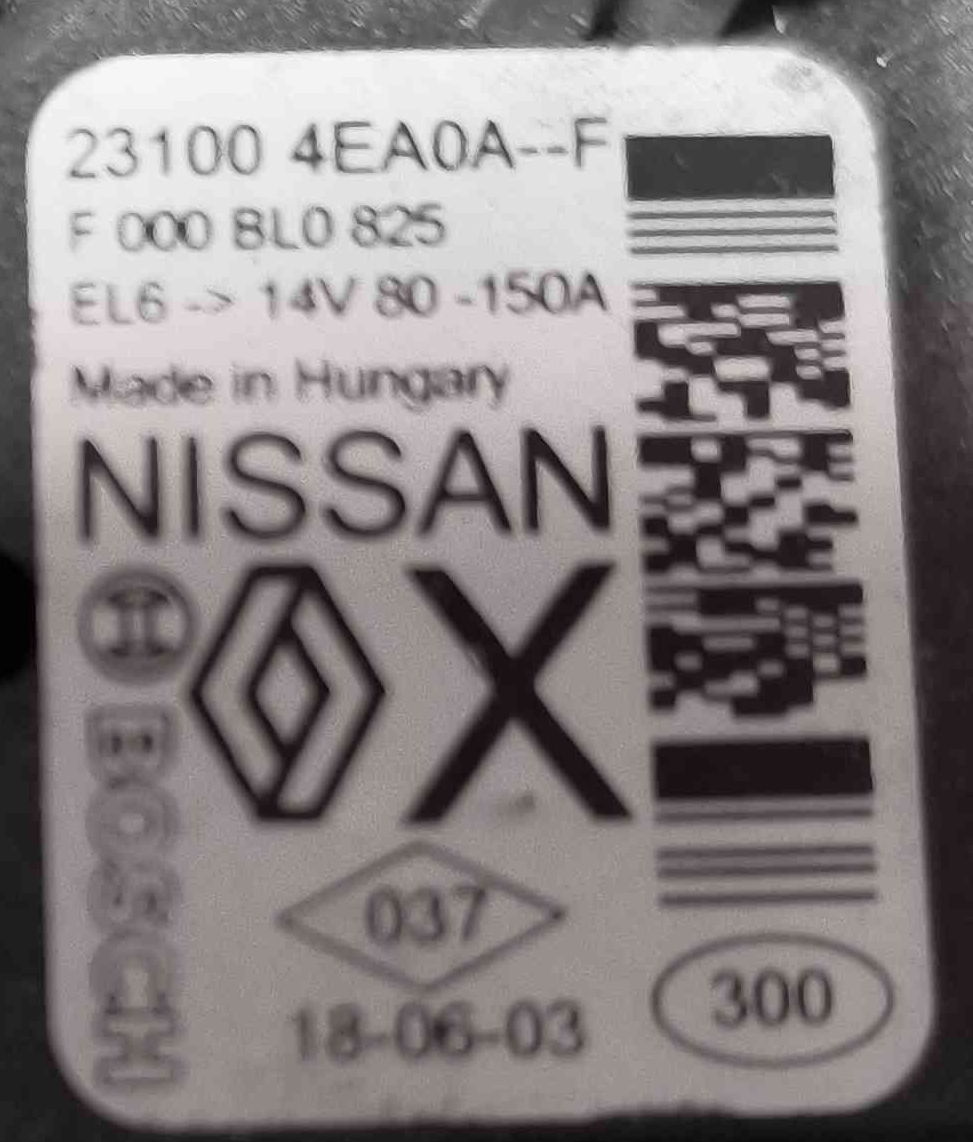 23100 4EA0A--F
F 000 BL0 825
EL6 -> 14V 80 -150A
Made in Hungary
NISSAN
X
BOSCH
037
18-06-03
300